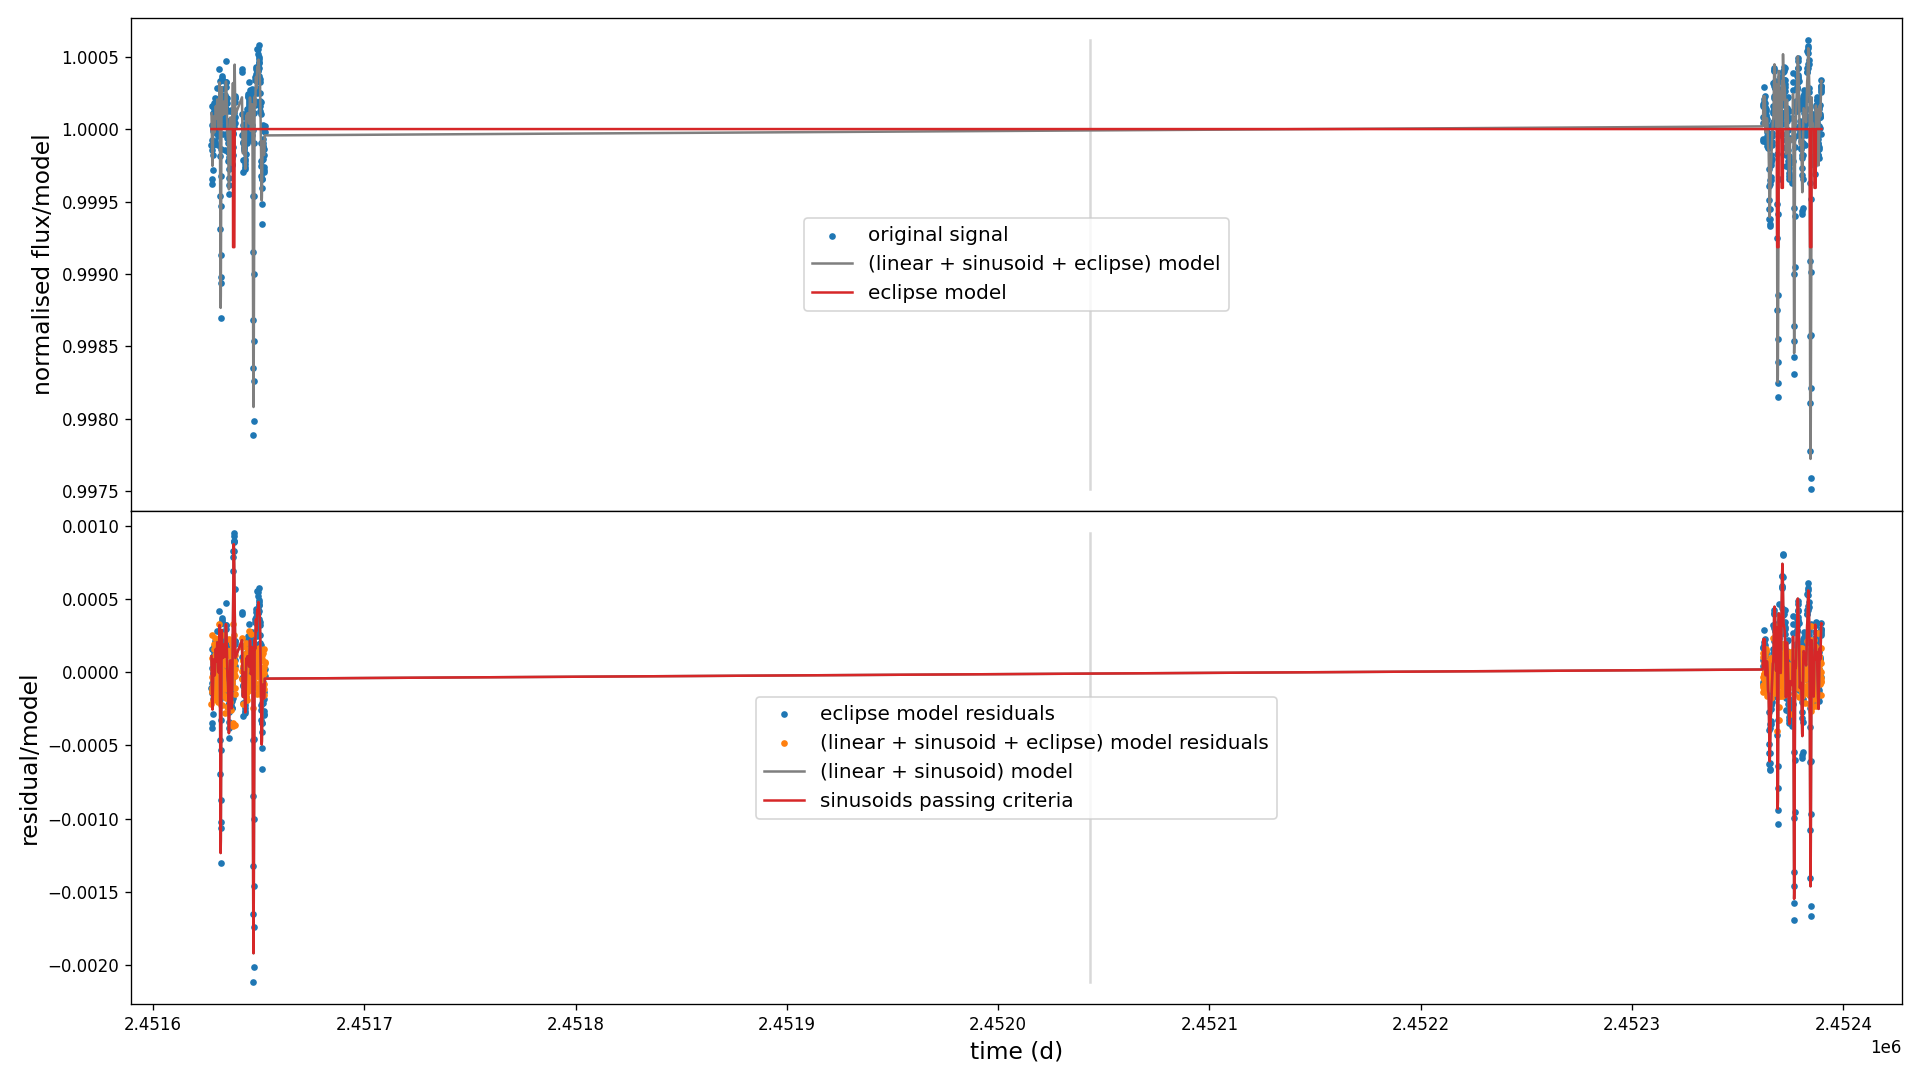 1.0005
1.0000
0.9995
0.9990
0.9985
0.9980
0.9975
normalised flux/model
original signal
(linear + sinusoid + eclipse) model
eclipse model
0.0010
0.0005
0.0000
−0.0005
−0.0010
−0.0015
−0.0020
residual/model
eclipse model residuals
(linear + sinusoid + eclipse) model residuals
(linear + sinusoid) model
sinusoids passing criteria
2.4516 2.4517 2.4518 2.4519 2.4520 2.4521 2.4522 2.4523 2.4524
1e6
time (d)